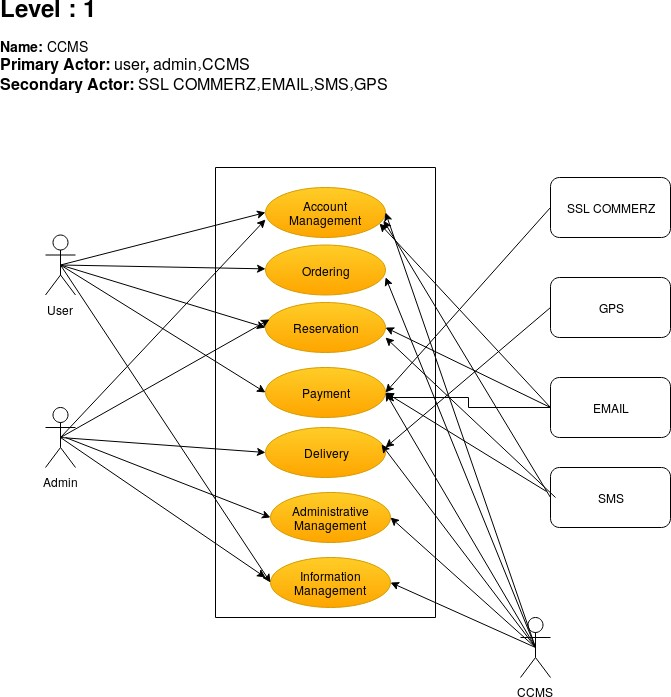 Level : 1
Name: CCMS
Primary Actor: user, admin,CCMS
Secondary Actor: SSL COMMERZ,EMAIL,SMS,GPS
Account
Management
SSL COMMERZ
Ordering
User
GPS
Reservation
Payment
EMAIL
Admin
Delivery
SMS
Administrative
Management
Information
Management
CCMS